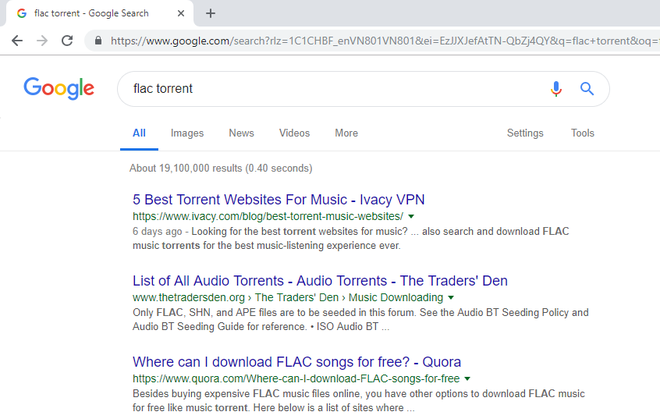 flac torrent - Google Search
https://www.google.com/search?rlz=1C1CHBF_enVN801VN801&ei=EzJJXJefAtTN-QbZj4QY&q=flac+torrent&oq=
Google
flac torrent
All Images News Videos More Settings Tools
About 19,100,000 results (0.40 seconds)
5 Best Torrent Websites For Music - Ivacy VPN
https://www.ivacy.com/blog/best-torrent-music-websites/
6 days ago - Looking for the best torrent websites for music? ... also search and download FLAC
music torrents for the best music-listening experience ever.
List of All Audio Torrents - Audio Torrents - The Traders' Den
www.thetradersden.org › The Traders' Den › Music Downloading
Only FLAC, SHN, and APE files are to be seeded in this forum. See the Audio BT Seeding Policy and
Audio BT Seeding Guide for reference. • ISO Audio BT ...
Where can I download FLAC songs for free? - Quora
https://www.quora.com/Where-can-I-download-FLAC-songs-for-free
Besides buying expensive FLAC music files online, you have other options to download FLAC music
for free like music torrent. Here below is a list of sites where ...